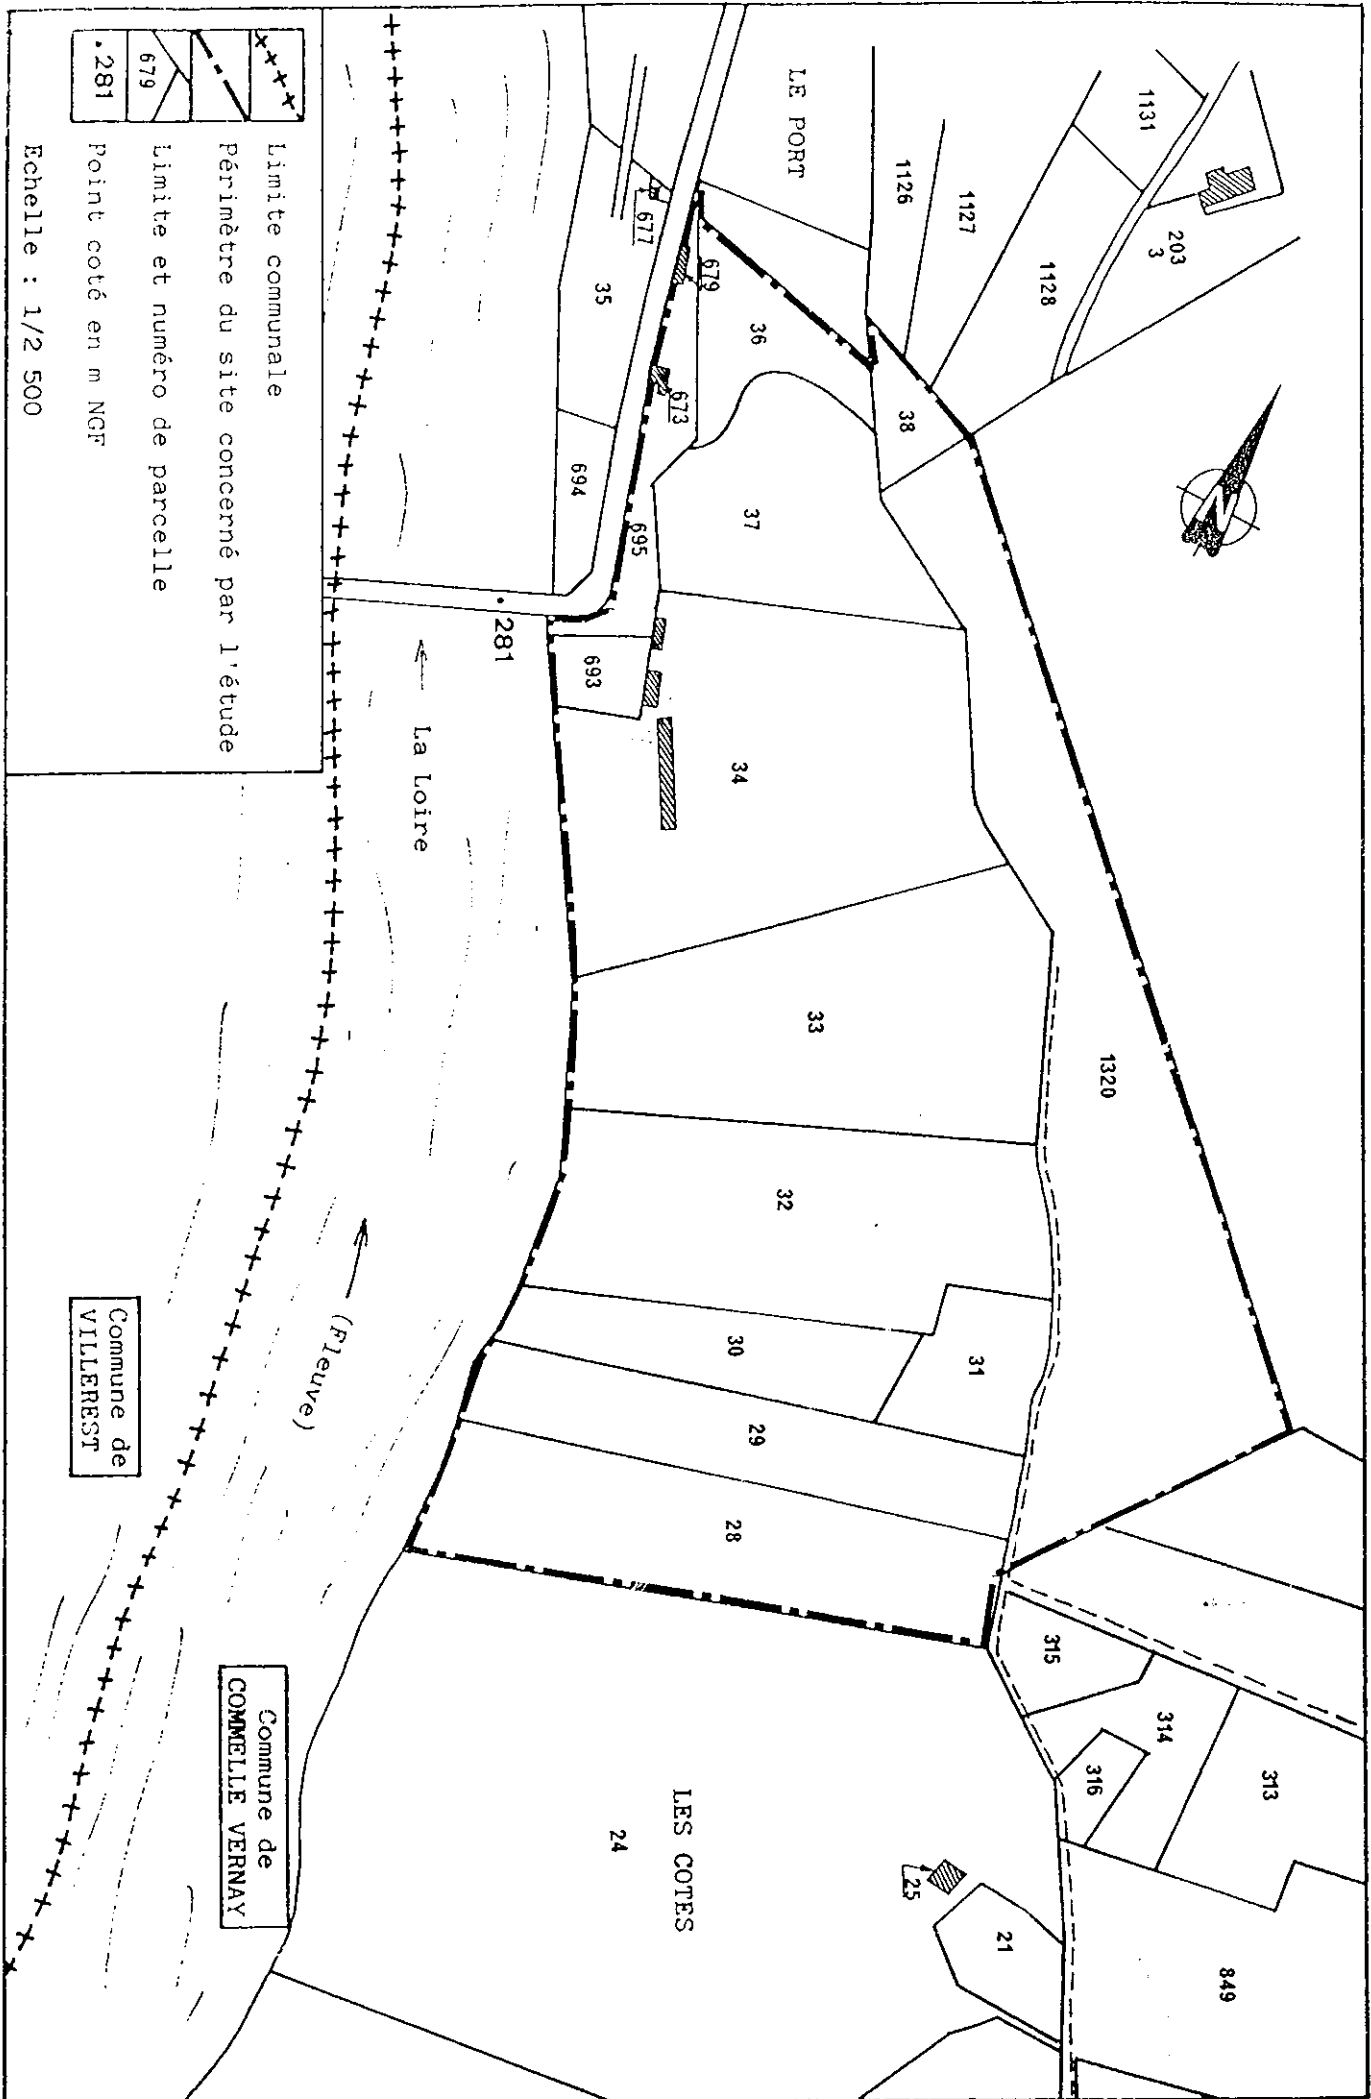 LE PORT
1131
203
3
1126
1127
1128
677
679
35
36
38
673
694
37
695
281
693
La Loire
34
33
1320
32
31
30
29
28
(Fleuve)
315
314
316
313
LES COTES
24
25
21
849
N
Commune de
VILLEREST
Commune de
COMMELLE VERNAY
Limite communale
Périmètre du site concerné par l'étude
679
Limite et numéro de parcelle
.281
Point coté en m NGF
Echelle : 1/2 500